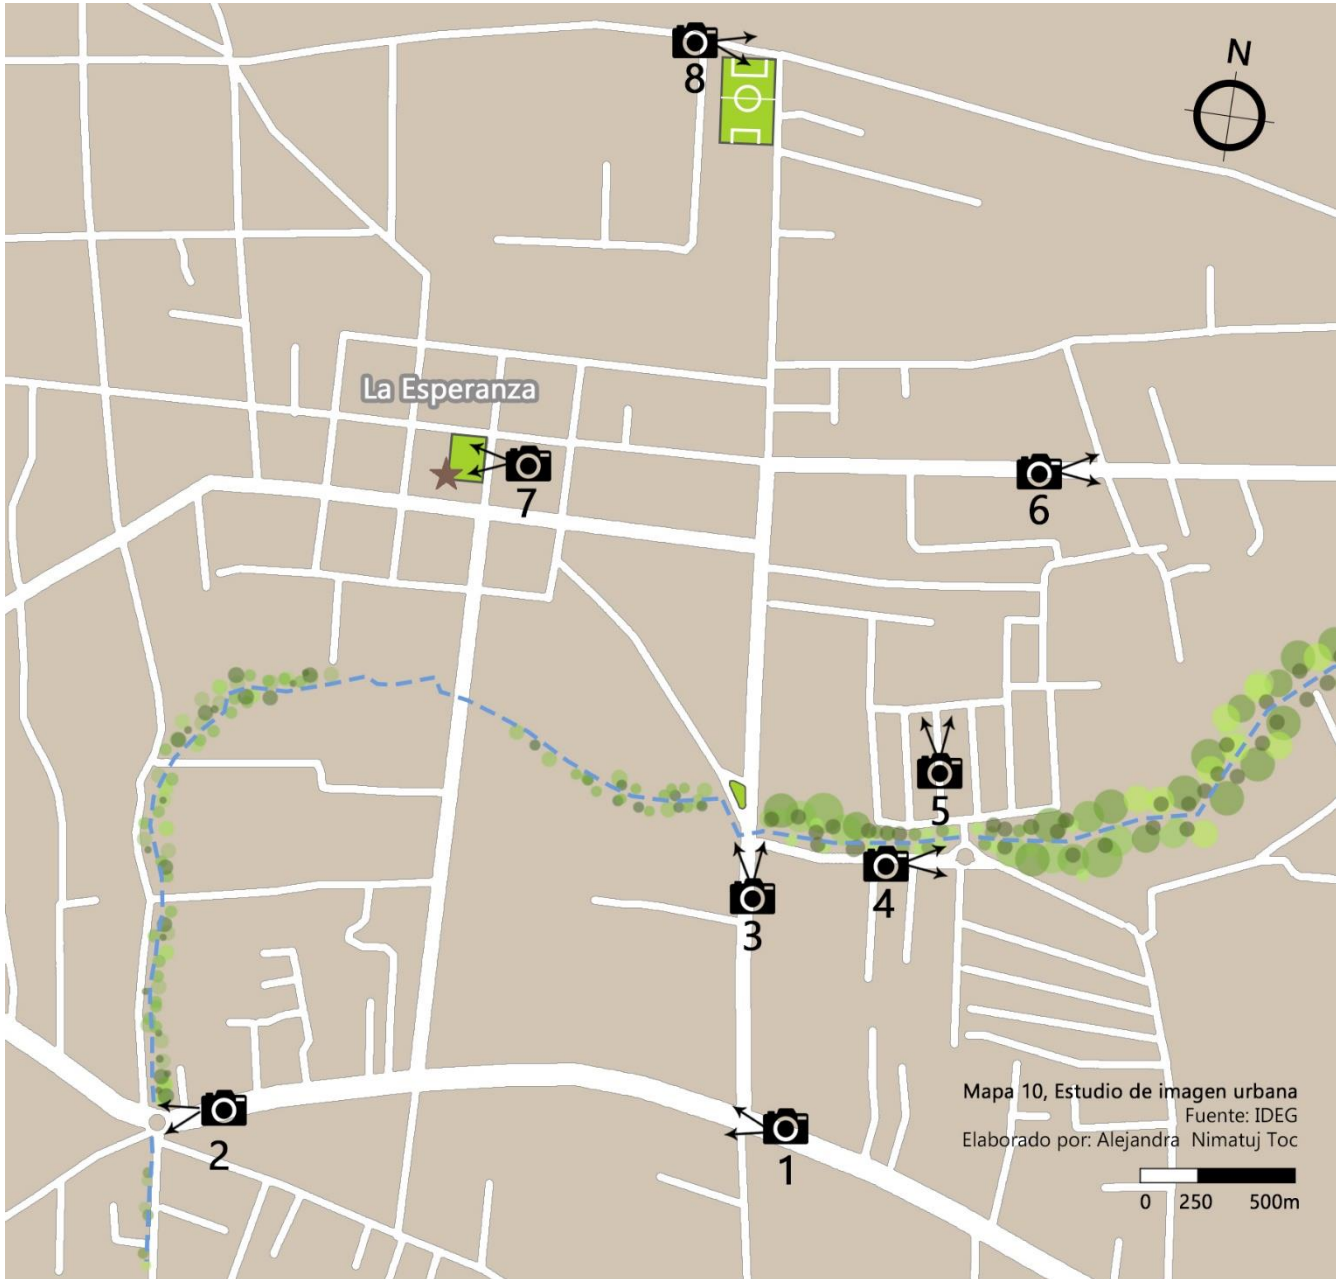 8
N
La Esperanza
7
6
5
4
3
Mapa 10, Estudio de imagen urbana
Fuente: IDEG
Elaborado por: Alejandra Nimatuj Toc
2
1
0 250 500m